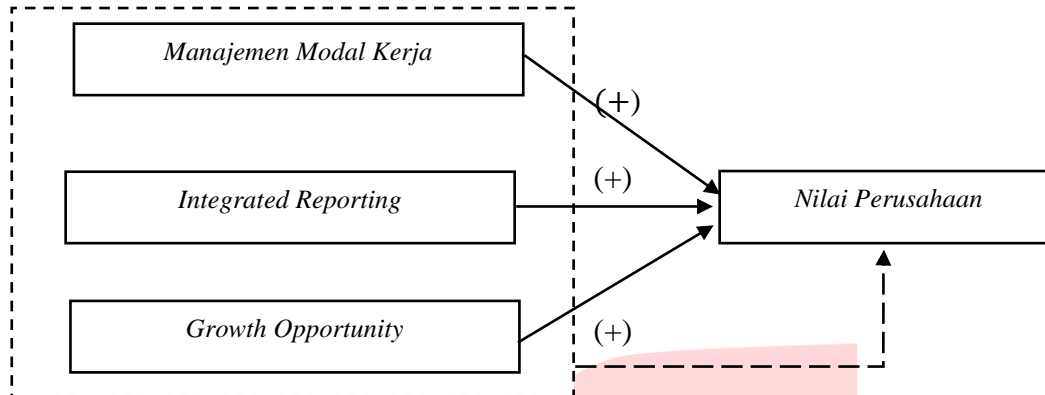 Manajemen Modal Kerja
(+)
Integrated Reporting
(+)
Nilai Perusahaan
Growth Opportunity
(+)